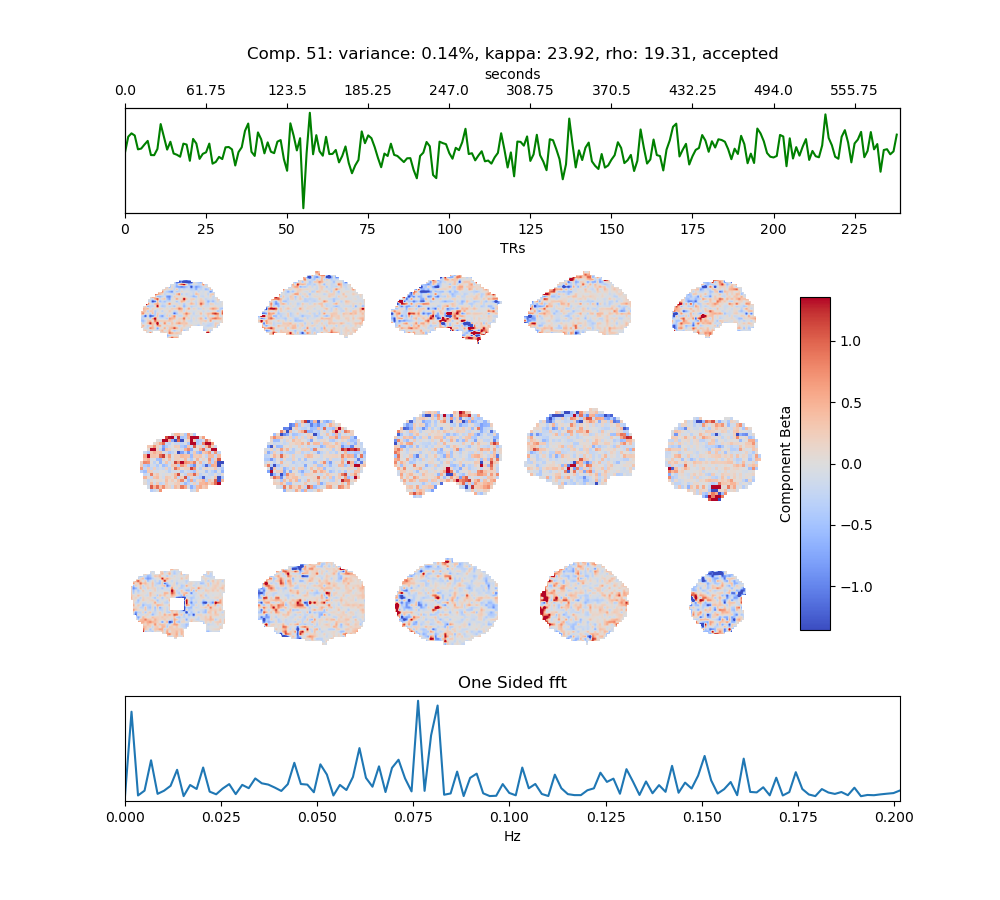 Comp. 51: variance: 0.14%, kappa: 23.92, rho: 19.31, accepted
seconds
0.0 61.75 123.5 185.25 247.0 308.75 370.5 432.25 494.0 555.75
0 25 50 75 100 125 150 175 200 225
TRs
1.0
0.5
0.0
−0.5
−1.0
Component Beta
One Sided fft
0.000 0.025 0.050 0.075 0.100 0.125 0.150 0.175 0.200
Hz